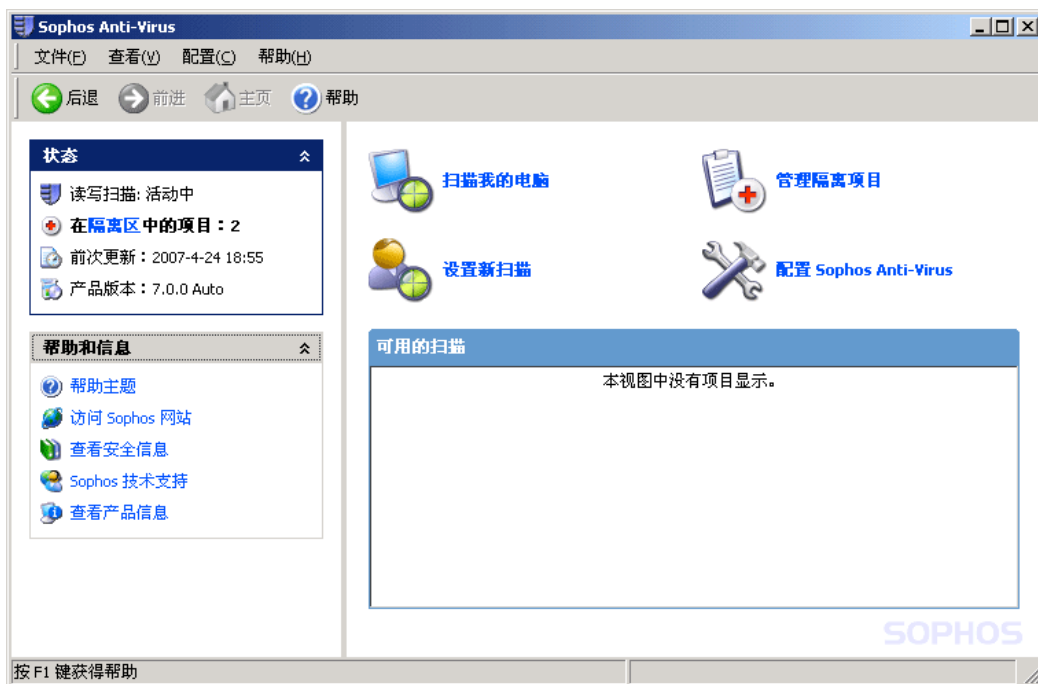 Sophos Anti-Virus
文件(F) 查看(V) 配置(C) 帮助(H)
后退 前进 主页 帮助
状态
读写扫描: 活动中
在隔离区中的项目：2
前次更新：2007-4-24 18:55
产品版本：7.0.0 Auto
帮助和信息
帮助主题
访问 Sophos 网站
查看安全信息
Sophos 技术支持
查看产品信息
扫描我的电脑
管理隔离项目
设置新扫描
配置 Sophos Anti-Virus
可用的扫描
本视图中没有项目显示。
SOPHOS
按 F1 键获得帮助